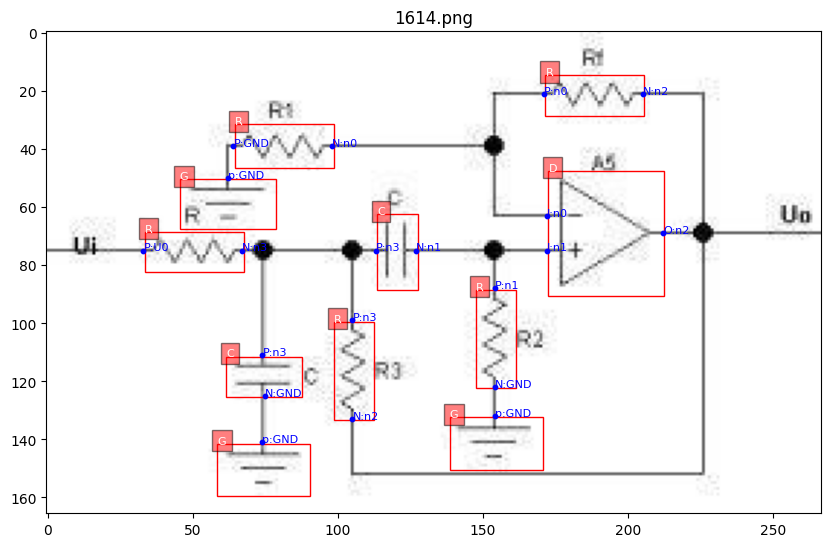 1614.png
Rf
R
P:n0
N:n2
R1
R
P:GND
N:n0
A5
D
G
p:GND
C
R
C
i:n0
Uo
O:n2
R
Ui
P:U0
P:n3
N:n1
i:n1
+
R
P:n1
R
P:n3
R2
C
P:n3
C
R3
N:GND
N:GND
G
p:GND
N:n2
G
p:GND
0
20
40
60
80
100
120
140
160
0
50
100
150
200
250